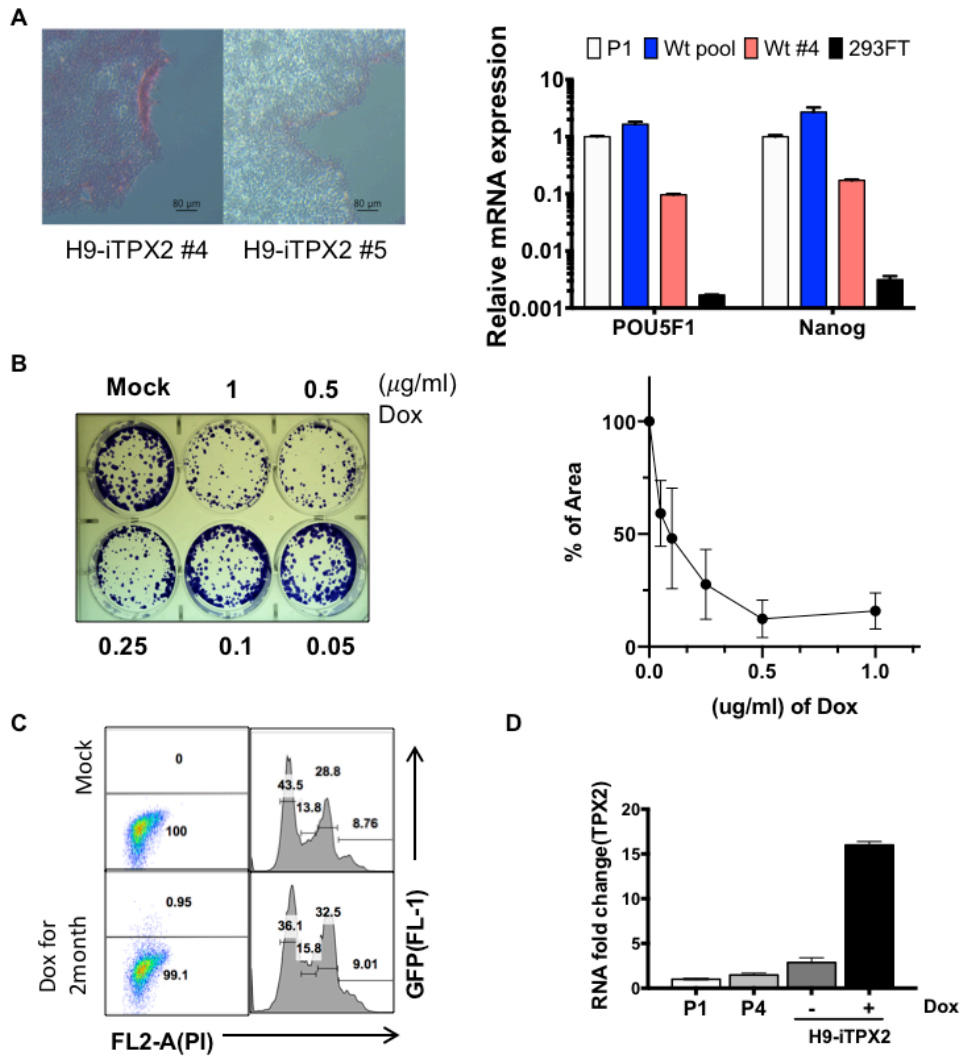 A
80 µm
80 µm
H9-iTPX2 #4
H9-iTPX2 #5
P1
Wt pool
Wt #4
293FT
Relaive mRNA expression
10
1
0.1
0.01
0.001
POU5F1
Nanog
B
Mock
1
0.5
(µg/ml)
Dox
0.25
0.1
0.05
% of Area
100
50
0
0.0
0.5
1.0
(ug/ml) of Dox
C
Mock
0
100
43.5
13.8
28.8
8.76
Dox for
2month
0.95
99.1
36.1
15.8
32.5
9.01
GFP(FL-1)
FL2-A(PI)
D
RNA fold change(TPX2)
20
15
10
5
0
P1
P4
-
+
Dox
H9-iTPX2